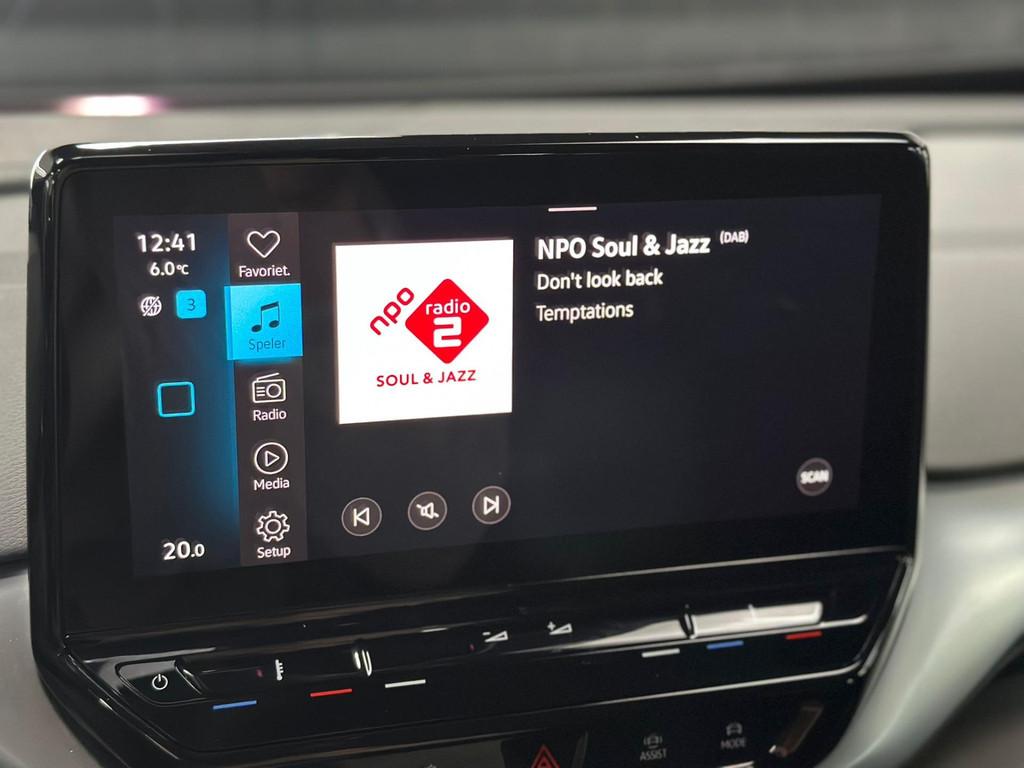 12:41
6.0°C
3
20.0
Favoriet.
Speler
Radio
Media
Setup
npo
radio
2
SOUL & JAZZ
NPO Soul & Jazz (DAB)
Don't look back
Temptations
SCAN
ASSIST
MODE